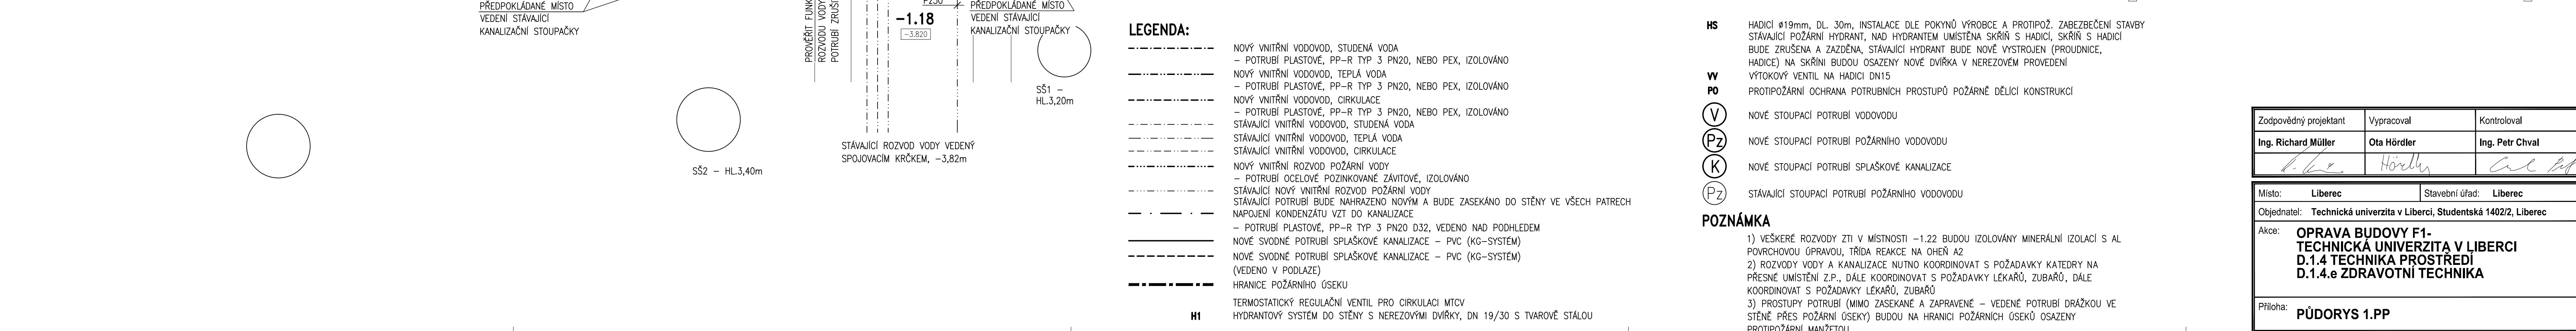 PŘEDPOKLÁDANÉ MÍSTO
VEDENÍ STÁVAJÍCÍ
KANALIZAČNÍ STOUPAČKY
SŠ2 – HL.3,40m
PROVĚŘIT FUNK
ROZVODU VODY
POTRUBÍ ZRUŠI
P250
-1.18
-3.820
PŘEDPOKLÁDANÉ MÍSTO
VEDENÍ STÁVAJÍCÍ
KANALIZAČNÍ STOUPAČKY
SŠ1 –
HL.3,20m
STÁVAJÍCÍ ROZVOD VODY VEDENÝ
SPOJOVACÍM KRČKEM, -3,82m
LEGENDA:
NOVÝ VNITŘNÍ VODOVOD, STUDENÁ VODA
– POTRUBÍ PLASTOVÉ, PP-R TYP 3 PN20, NEBO PEX, IZOLOVÁNO
NOVÝ VNITŘNÍ VODOVOD, TEPLÁ VODA
– POTRUBÍ PLASTOVÉ, PP-R TYP 3 PN20, NEBO PEX, IZOLOVÁNO
NOVÝ VNITŘNÍ VODOVOD, CIRKULACE
– POTRUBÍ PLASTOVÉ, PP-R TYP 3 PN20, NEBO PEX, IZOLOVÁNO
STÁVAJÍCÍ VNITŘNÍ VODOVOD, STUDENÁ VODA
STÁVAJÍCÍ VNITŘNÍ VODOVOD, TEPLÁ VODA
STÁVAJÍCÍ VNITŘNÍ VODOVOD, CIRKULACE
NOVÝ VNITŘNÍ ROZVOD POŽÁRNÍ VODY
– POTRUBÍ OCELOVÉ POZINKOVANÉ ZÁVITOVÉ, IZOLOVÁNO
STÁVAJÍCÍ NOVÝ VNITŘNÍ ROZVOD POŽÁRNÍ VODY
STÁVAJÍCÍ POTRUBÍ BUDE NAHRAZENO NOVÝM A BUDE ZASEKÁNO DO STĚNY VE VŠECH PATRECH
NAPOJENÍ KONDENZÁTU VZT DO KANALIZACE
– POTRUBÍ PLASTOVÉ, PP-R TYP 3 PN20 D32, VEDENO NAD PODHLEDEM
NOVÉ SVODNÉ POTRUBÍ SPLAŠKOVÉ KANALIZACE – PVC (KG-SYSTÉM)
NOVÉ SVODNÉ POTRUBÍ SPLAŠKOVÉ KANALIZACE – PVC (KG-SYSTÉM)
(VEDENO V PODLAZE)
HRANICE POŽÁRNÍHO ÚSEKU
TERMOSTATICKÝ REGULAČNÍ VENTIL PRO CIRKULACI MTCV
H1 HYDRANTOVÝ SYSTÉM DO STĚNY S NEREZOVÝMI DVÍŘKY, DN 19/30 S TVAROVĚ STÁLOU
HS HADICÍ ø19mm, DL. 30m, INSTALACE DLE POKYNŮ VÝROBCE A PROTIPOŽ. ZABEZBEČENÍ STAVBY
STÁVAJÍCÍ POŽÁRNÍ HYDRANT, NAD HYDRANTEM UMÍSTĚNA SKŘÍŇ S HADICÍ, SKŘÍŇ S HADICÍ
BUDE ZRUŠENA A ZAZDĚNA, STÁVAJÍCÍ HYDRANT BUDE NOVĚ VYSTROJEN (PROUDNICE,
HADICE) NA SKŘÍNI BUDOU OSAZENY NOVÉ DVÍŘKA V NEREZOVÉM PROVEDENÍ
VV VÝTOKOVÝ VENTIL NA HADICI DN15
PO PROTIPOŽÁRNÍ OCHRANA POTRUBNÍCH PROSTUPŮ POŽÁRNĚ DĚLÍCÍ KONSTRUKCÍ
V NOVÉ STOUPACÍ POTRUBÍ VODOVODU
Pz NOVÉ STOUPACÍ POTRUBÍ POŽÁRNÍHO VODOVODU
K NOVÉ STOUPACÍ POTRUBÍ SPLAŠKOVÉ KANALIZACE
Pz STÁVAJÍCÍ STOUPACÍ POTRUBÍ POŽÁRNÍHO VODOVODU
POZNÁMKA
1) VEŠKERÉ ROZVODY ZTI V MÍSTNOSTI -1.22 BUDOU IZOLOVÁNY MINERÁLNÍ IZOLACÍ S AL
POVRCHOVOU ÚPRAVOU, TŘÍDA REAKCE NA OHEŇ A2
2) ROZVODY VODY A KANALIZACE NUTNO KOORDINOVAT S POŽADAVKY KATEDRY NA
PŘESNÉ UMÍSTĚNÍ Z.P., DÁLE KOORDINOVAT S POŽADAVKY LÉKAŘŮ, ZUBAŘŮ, DÁLE
KOORDINOVAT S POŽADAVKY LÉKAŘŮ, ZUBAŘŮ
3) PROSTUPY POTRUBÍ (MIMO ZASEKANÉ A ZAPRAVENÉ – VEDENÉ POTRUBÍ DRÁŽKOU VE
STĚNĚ PŘES POŽÁRNÍ ÚSEKY) BUDOU NA HRANICI POŽÁRNÍCH ÚSEKŮ OSAZENY
PROTIPOŽÁRNÍ MANŽETOU
Zodpovědný projektant Vypracoval Kontroloval
Ing. Richard Müller Ota Hördler Ing. Petr Chval
Místo: Liberec Stavební úřad: Liberec
Objednatel: Technická univerzita v Liberci, Studentská 1402/2, Liberec
Akce: OPRAVA BUDOVY F1-
TECHNICKÁ UNIVERZITA V LIBERCI
D.1.4 TECHNIKA PROSTŘEDÍ
D.1.4.e ZDRAVOTNÍ TECHNIKA
Příloha: PŮDORYS 1.PP